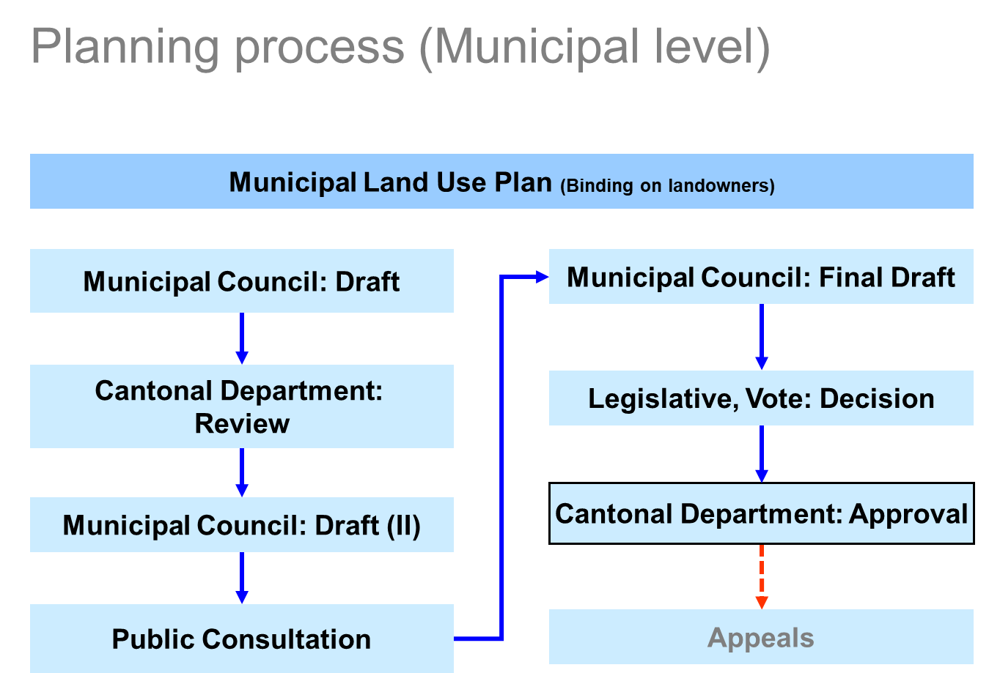 Planning process (Municipal level)
Municipal Land Use Plan (Binding on landowners)
Municipal Council: Draft
Cantonal Department:
Review
Municipal Council: Draft (II)
Public Consultation
Municipal Council: Final Draft
Legislative, Vote: Decision
Cantonal Department: Approval
Appeals